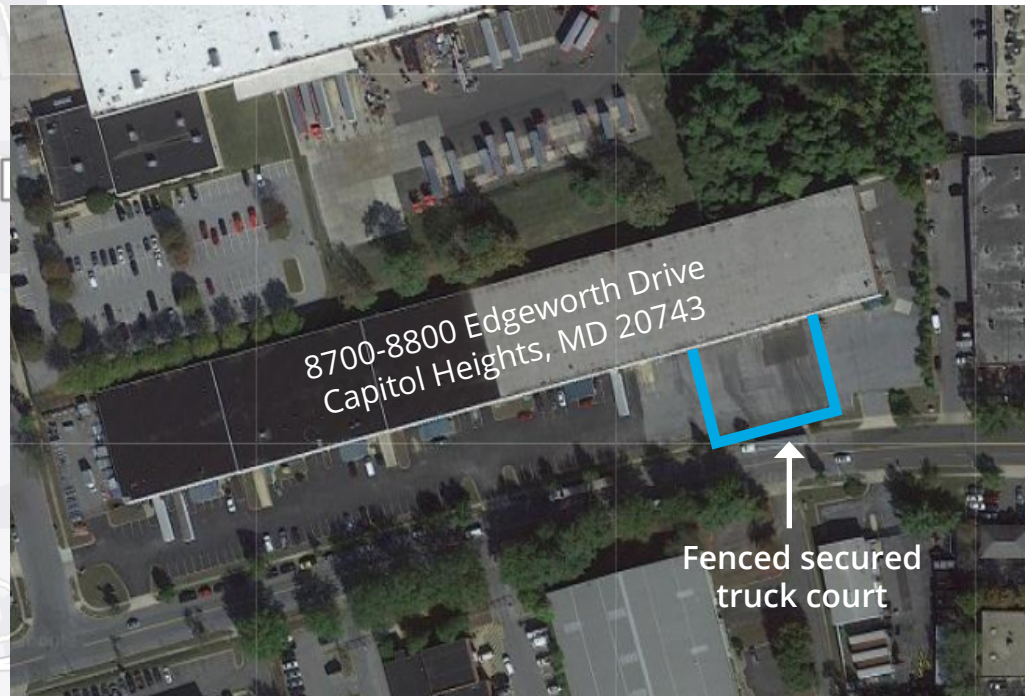 8700-8800 Edgeworth Drive
Capitol Heights, MD 20743
Fenced secured
truck court